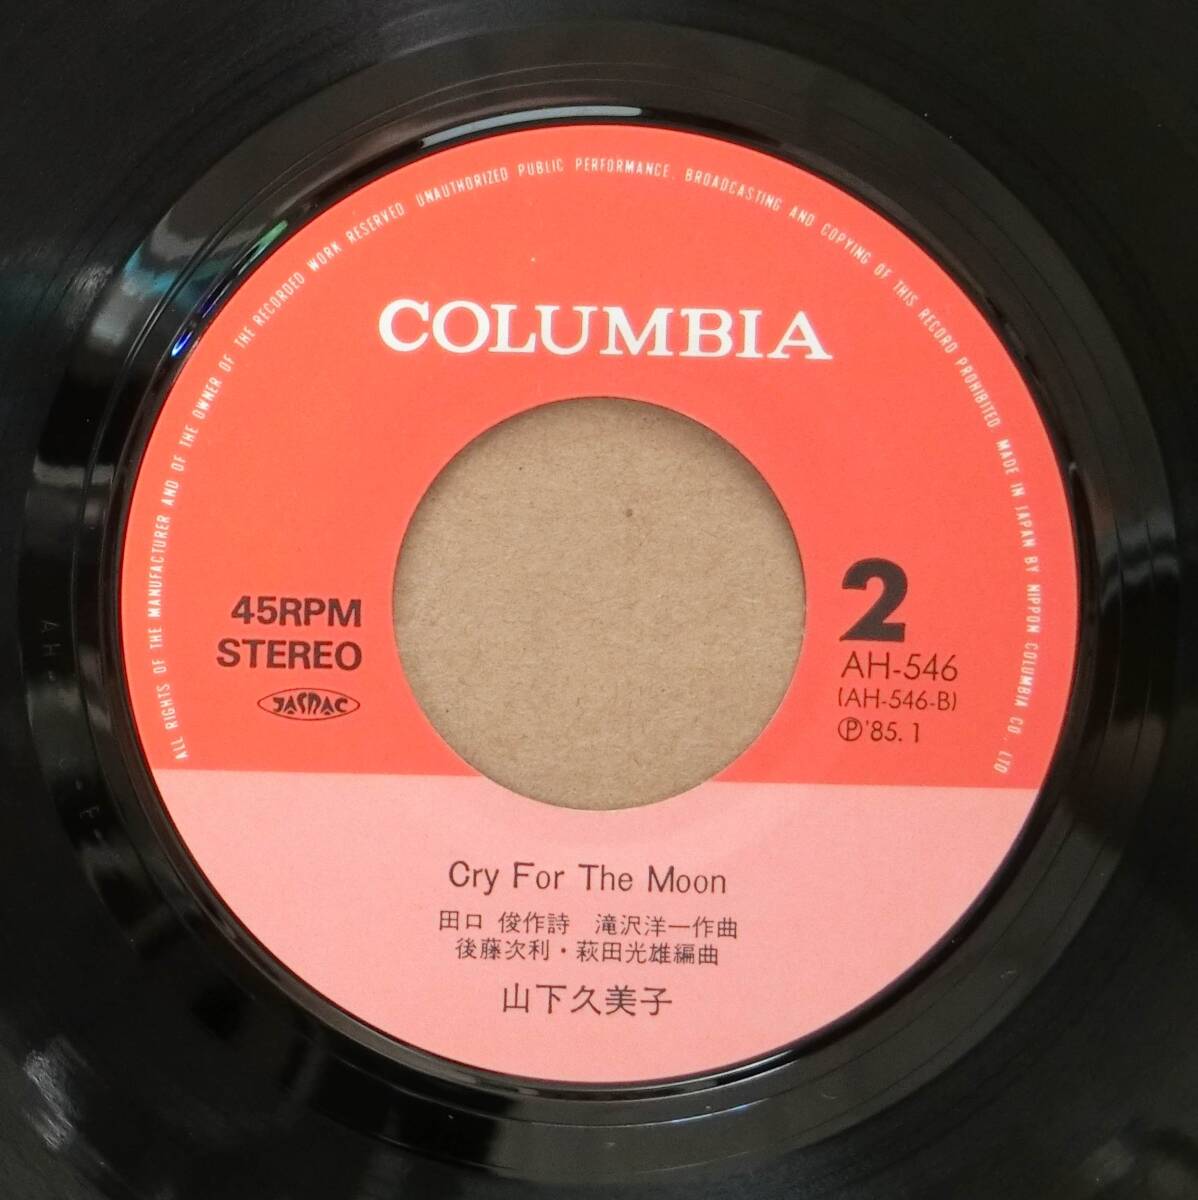 ALL RIGHTS OF THE MANUFACTURER AND OF THE OWNER OF THE RECORDED WORK RESERVED UNAUTHORIZED PUBLIC PERFORMANCE. BROADCASTING AND COPYING OF THIS RECORD PROHIBITED MADE IN JAPAN BY NIPPON COLUMBIA CO., LTD
COLUMBIA
45RPM
STEREO
JASRAC
2
AH-546
(AH-546-B)
Ⓟ'85.1
Cry For The Moon
田口 俊作詩 滝沢洋一作曲
後藤次利・萩田光雄編曲
山下久美子